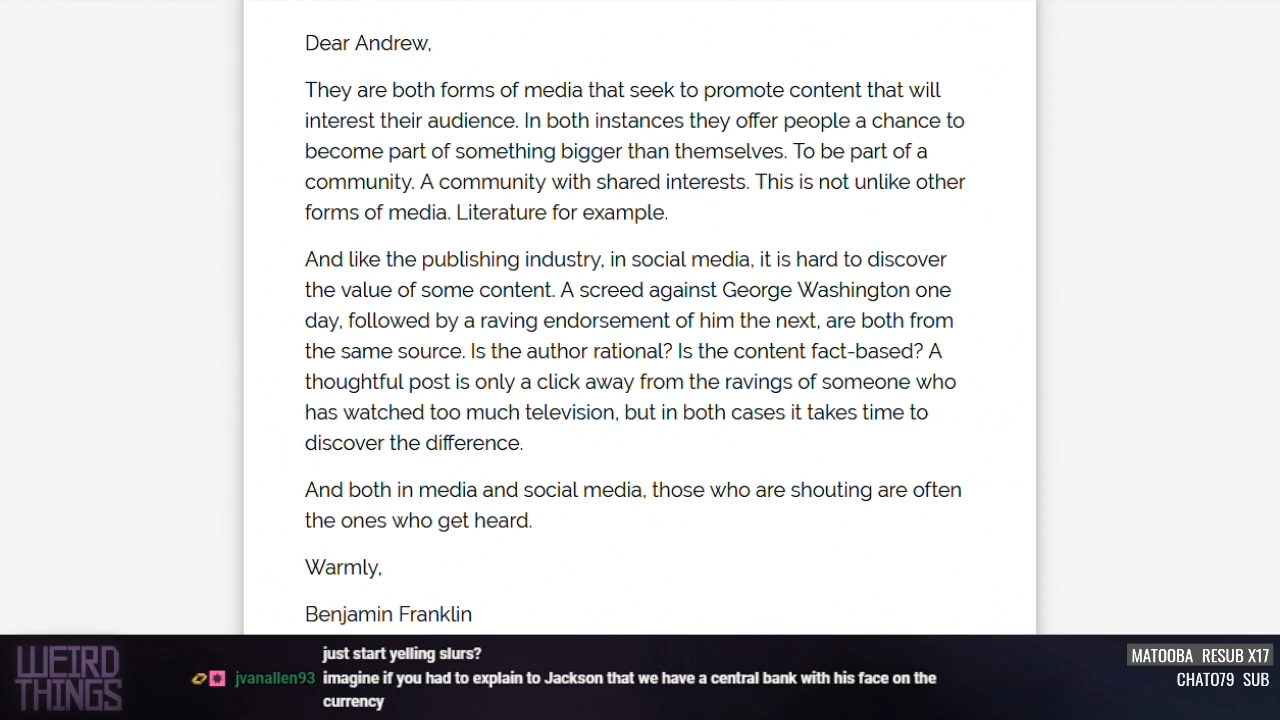 Dear Andrew,
They are both forms of media that seek to promote content that will
interest their audience. In both instances they offer people a chance to
become part of something bigger than themselves. To be part of a
community. A community with shared interests. This is not unlike other
forms of media. Literature for example.
And like the publishing industry, in social media, it is hard to discover
the value of some content. A screed against George Washington one
day, followed by a raving endorsement of him the next, are both from
the same source. Is the author rational? Is the content fact-based? A
thoughtful post is only a click away from the ravings of someone who
has watched too much television, but in both cases it takes time to
discover the difference.
And both in media and social media, those who are shouting are often
the ones who get heard.
Warmly,
Benjamin Franklin
WEIRD
THINGS
just start yelling slurs?
jvanallen93 imagine if you had to explain to Jackson that we have a central bank with his face on the
currency
MATOOBA RESUB X17
CHATO79 SUB